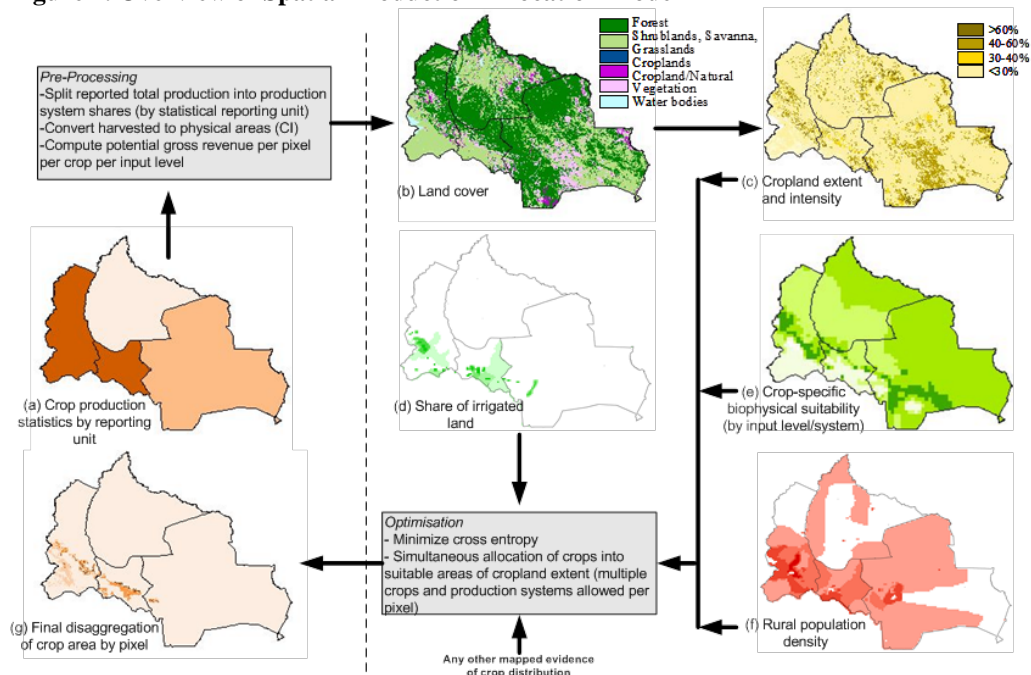 Pre-Processing
-Split reported total production into production
system shares (by statistical reporting unit)
-Convert harvested to physical areas (CI)
-Compute potential gross revenue per pixel
per crop per input level
Forest
Shrublands, Savanna,
Grasslands
Croplands
Cropland/Natural
Vegetation
Water bodies
(b) Land cover
>60%
40-60%
30-40%
<30%
(c) Cropland extent
and intensity
(a) Crop production
statistics by reporting
unit
(d) Share of irrigated
land
(e) Crop-specific
biophysical suitability
(by input level/system)
Optimisation
- Minimize cross entropy
- Simultaneous allocation of crops into
suitable areas of cropland extent (multiple
crops and production systems allowed per
pixel)
(f) Rural population
density
(g) Final disaggregation
of crop area by pixel
Any other mapped evidence
of crop distribution